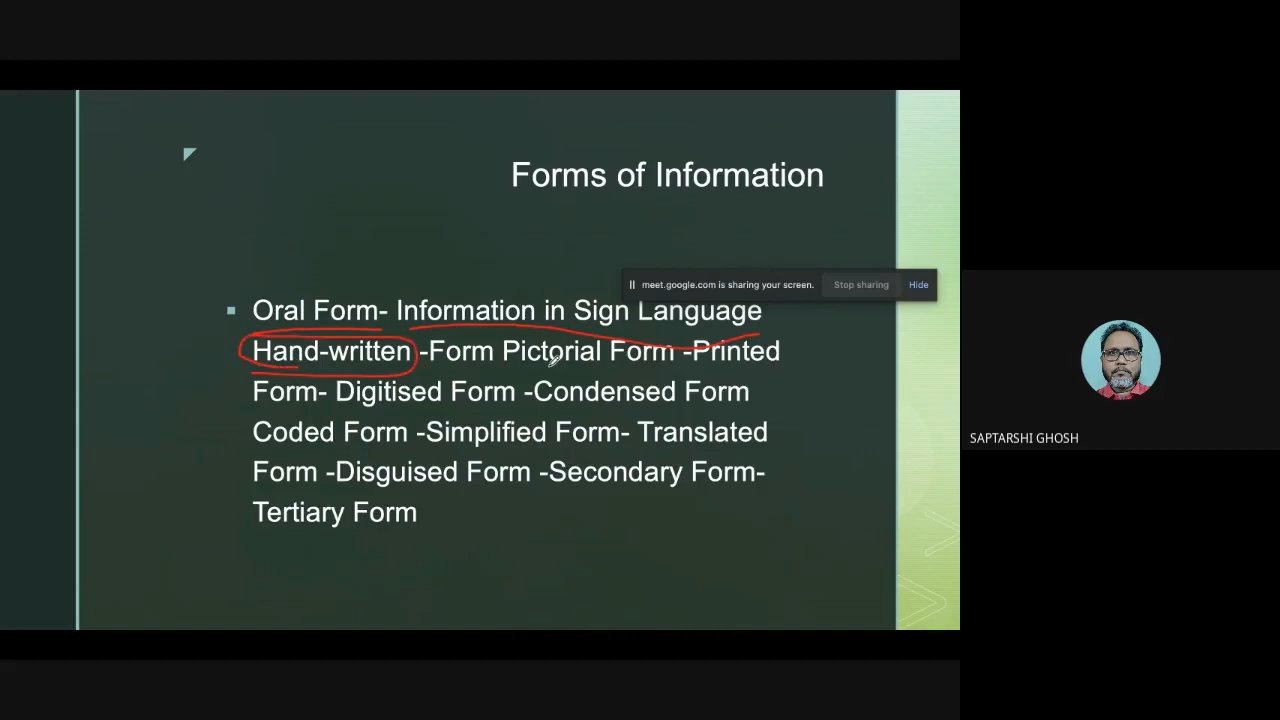 Forms of Information
meet.google.com is sharing your screen. Stop sharing Hide
Oral Form- Information in Sign Language
Hand-written -Form Pictorial Form -Printed
Form- Digitised Form -Condensed Form
Coded Form -Simplified Form- Translated
Form -Disguised Form -Secondary Form-
Tertiary Form
SAPTARSHI GHOSH